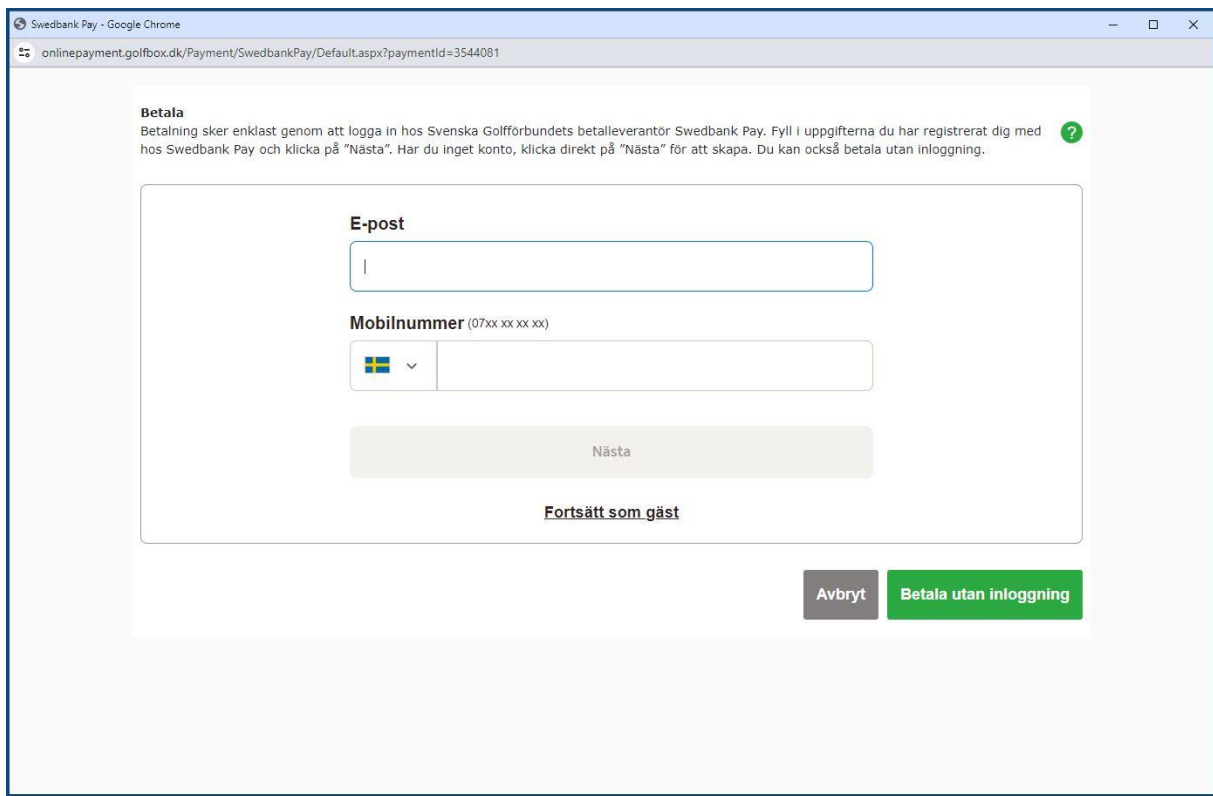 Swedbank Pay - Google Chrome
onlinepayment.golfbox.dk/Payment/SwedbankPay/Default.aspx?paymentId=3544081
Betala
Betalning sker enklast genom att logga in hos Svenska Golfförbundets betalleverantör Swedbank Pay. Fyll i uppgifterna du har registrerat dig med
hos Swedbank Pay och klicka på ”Nästa”. Har du inget konto, klicka direkt på ”Nästa” för att skapa. Du kan också betala utan inloggning.
?
E-post
Mobilnummer (07xx xx xx xx)
Nästa
Fortsätt som gäst
Avbryt
Betala utan inloggning